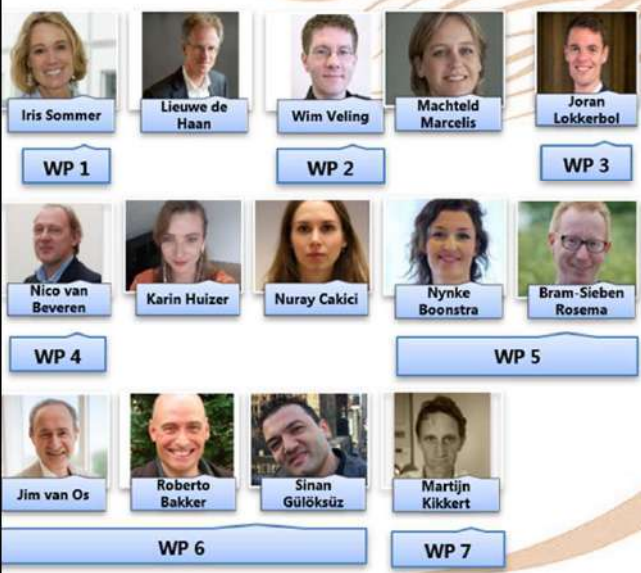 Iris Sommer
Lieuwe de
Haan
Wim Veling
Machteld
Marcelis
Joran
Lokkerbol
WP 1
WP 2
WP 3
Nico van
Beveren
Karin Huizer
Nuray Cakici
Nynke
Boonstra
Bram-Sieben
Rosema
WP 4
WP 5
Jim van Os
Roberto
Bakker
Sinan
Gülöksüz
Martijn
Kikkert
WP 6
WP 7